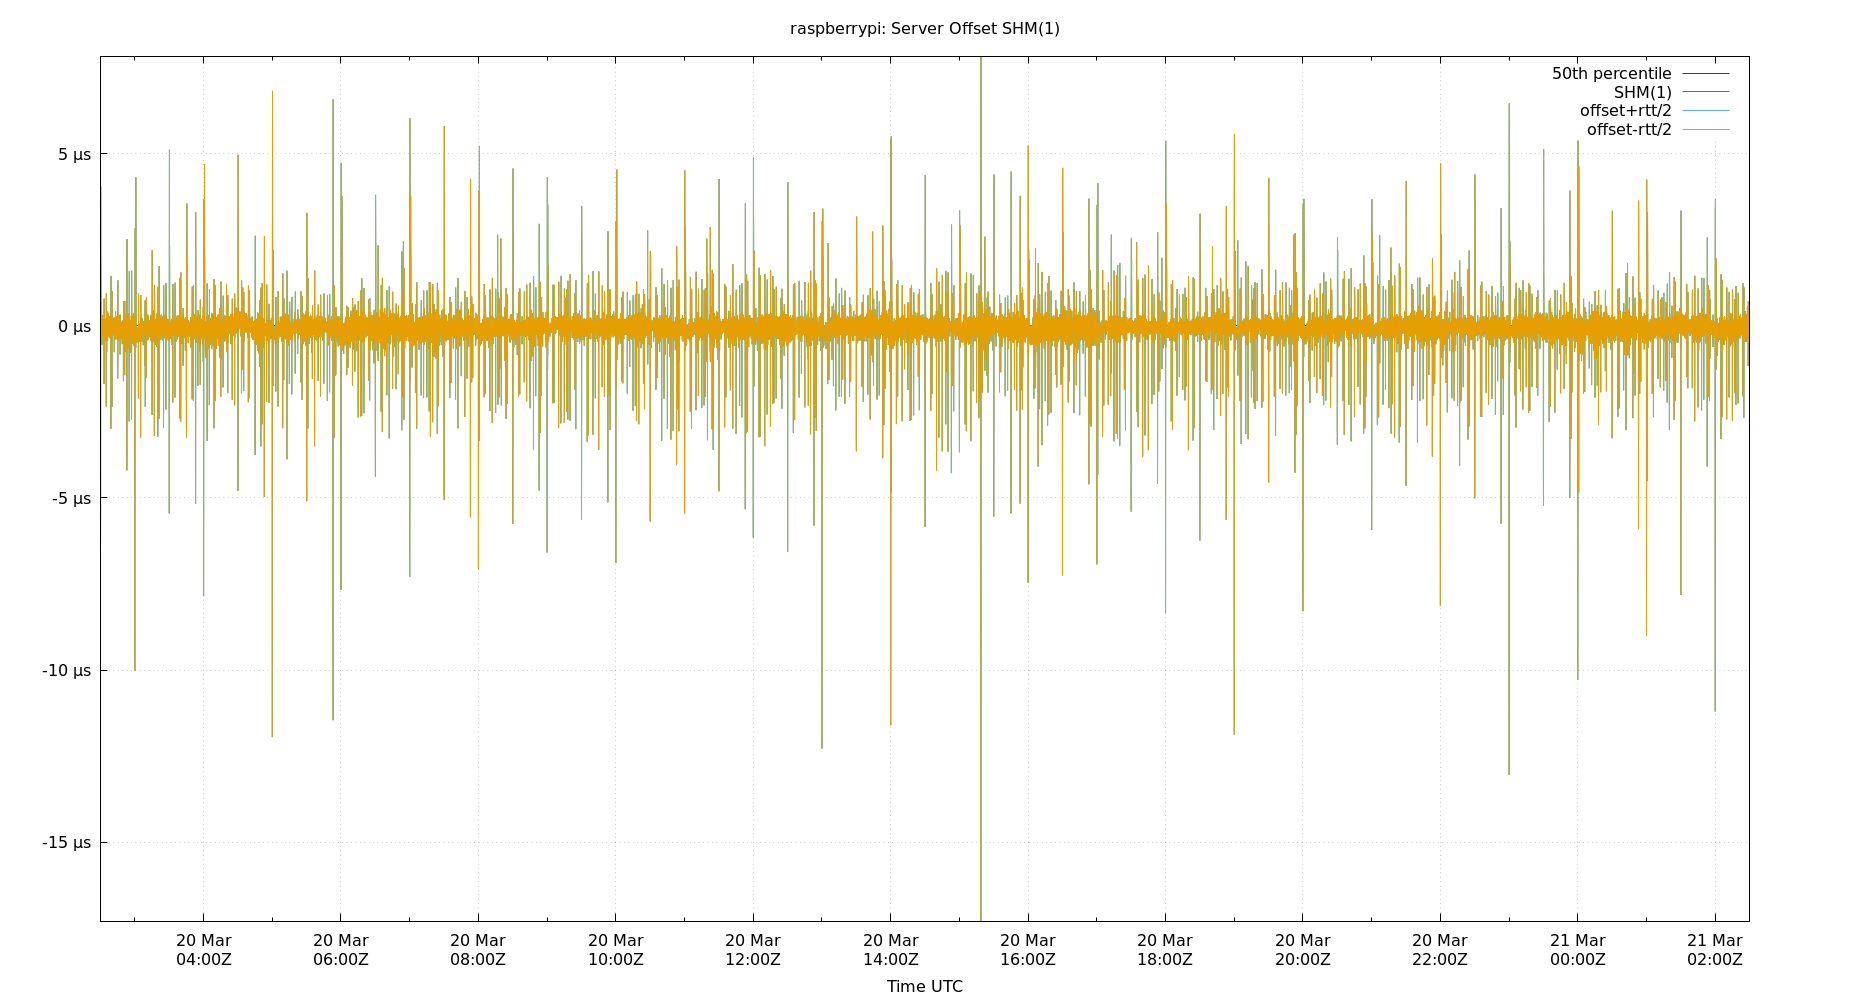 raspberrypi: Server Offset SHM(1)
50th percentile
SHM(1)
offset+rtt/2
offset-rtt/2
5 µs
0 µs
-5 µs
-10 µs
-15 µs
20 Mar 20 Mar 20 Mar 20 Mar 20 Mar 20 Mar 20 Mar 20 Mar 20 Mar 20 Mar 21 Mar 21 Mar
04:00Z 06:00Z 08:00Z 10:00Z 12:00Z 14:00Z 16:00Z 18:00Z 20:00Z 22:00Z 00:00Z 02:00Z
Time UTC